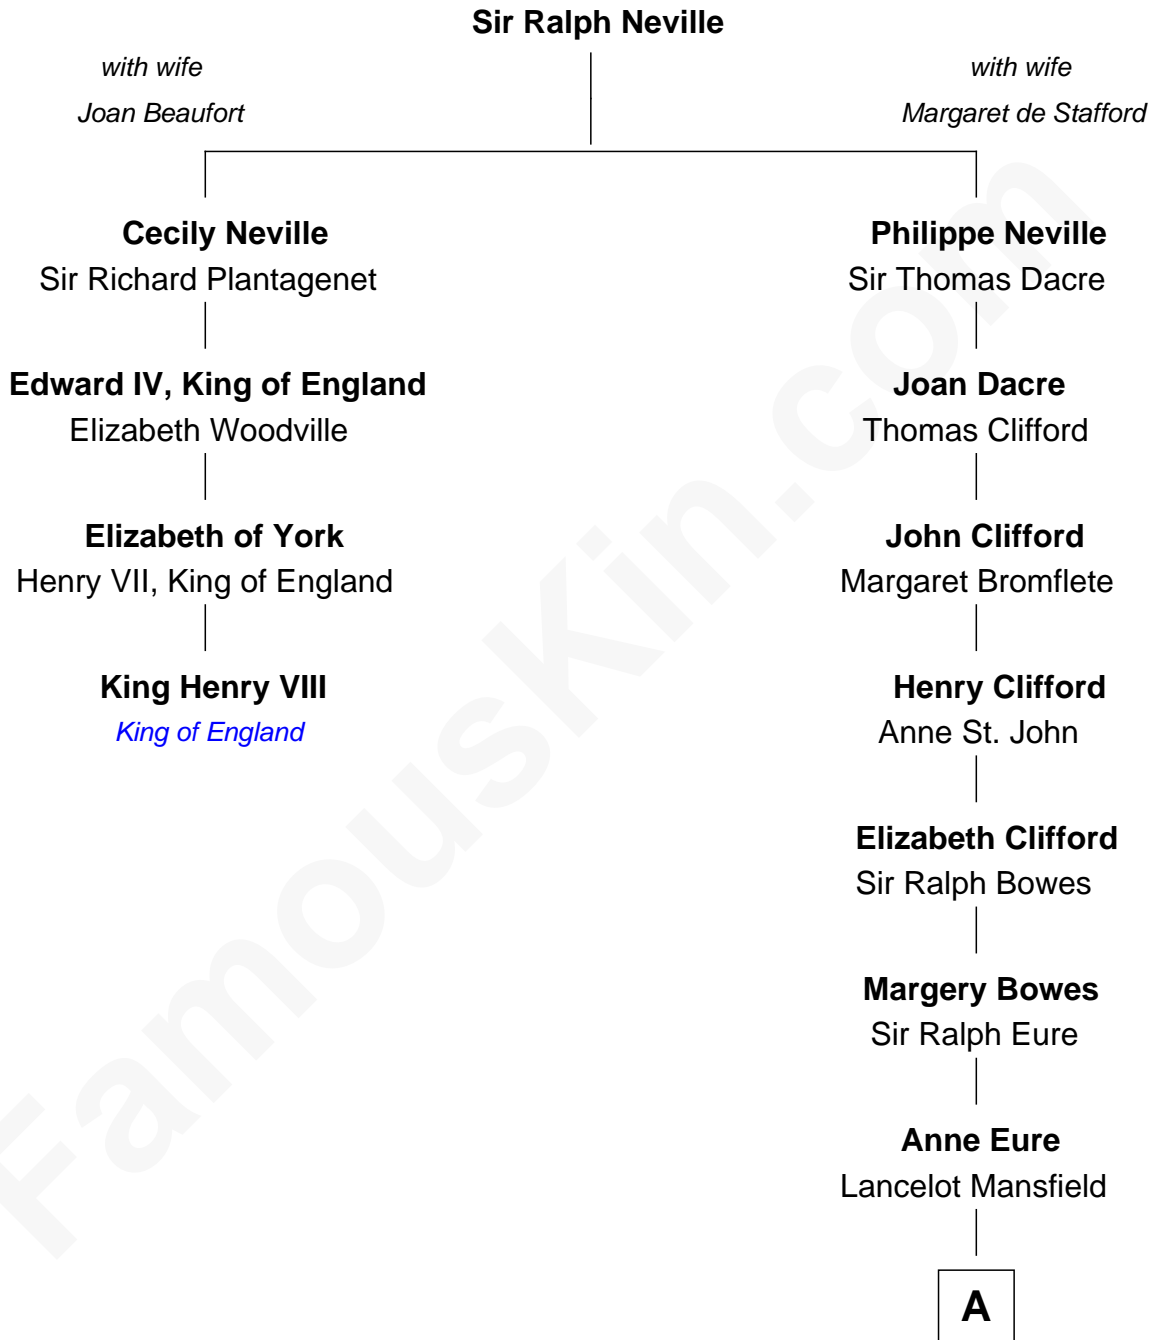 Sir Ralph Neville
with wife
Joan Beaufort
with wife
Margaret de Stafford
Cecily Neville
Sir Richard Plantagenet
Edward IV, King of England
Elizabeth Woodville
Elizabeth of York
Henry VII, King of England
King Henry VIII
King of England
Philippe Neville
Sir Thomas Dacre
Joan Dacre
Thomas Clifford
John Clifford
Margaret Bromflete
Henry Clifford
Anne St. John
Elizabeth Clifford
Sir Ralph Bowes
Margery Bowes
Sir Ralph Eure
Anne Eure
Lancelot Mansfield
A
FamousKin.com